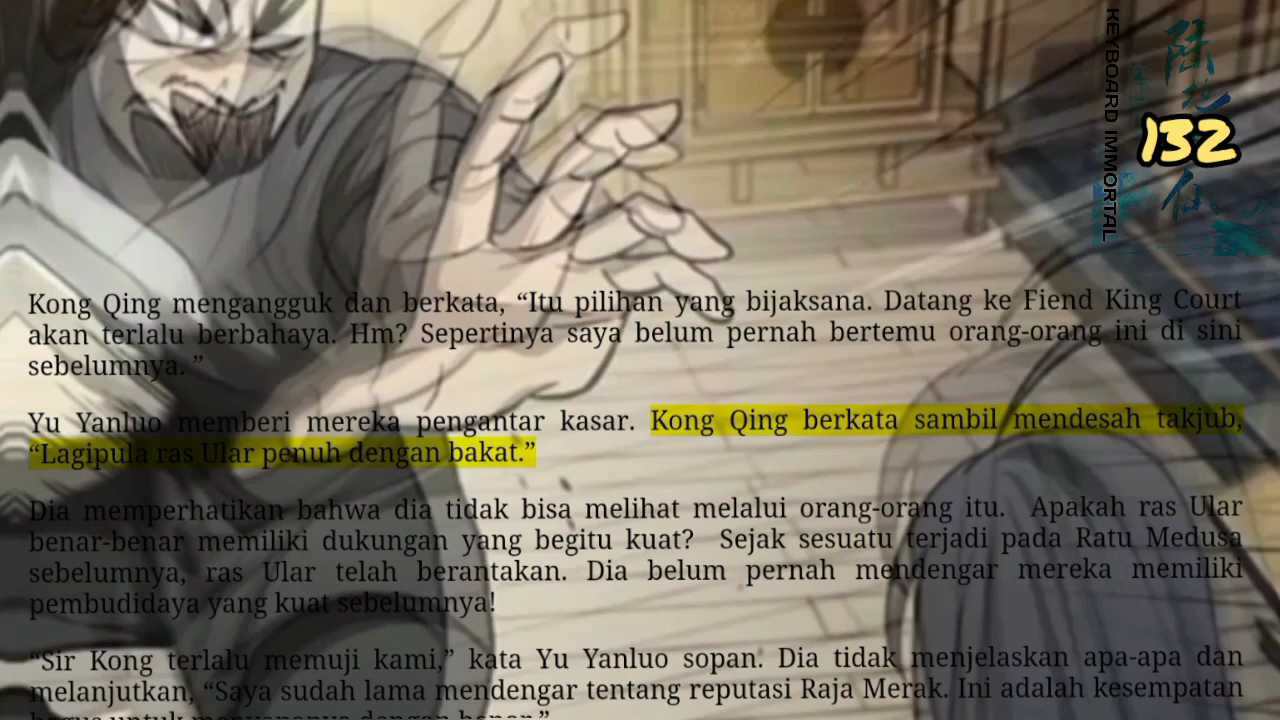 KEYBOARD IMMORTAL
132
Kong Qing mengangguk dan berkata, “Itu pilihan yang bijaksana. Datang ke Fiend King Court
akan terlalu berbahaya. Hm? Sepertinya saya belum pernah bertemu orang-orang ini di sini
sebelumnya. ”
Yu Yanluo memberi mereka pengantar kasar. Kong Qing berkata sambil mendesah takjub,
“Lagipula ras Ular penuh dengan bakat.”
Dia memperhatikan bahwa dia tidak bisa melihat melalui orang-orang itu. Apakah ras Ular
benar-benar memiliki dukungan yang begitu kuat? Sejak sesuatu terjadi pada Ratu Medusa
sebelumnya, ras Ular telah berantakan. Dia belum pernah mendengar mereka memiliki
pembudidaya yang kuat sebelumnya!
“Sir Kong terlalu memuji kami,” kata Yu Yanluo sopan. Dia tidak menjelaskan apa-apa dan
melanjutkan, “Saya sudah lama mendengar tentang reputasi Raja Merak. Ini adalah kesempatan